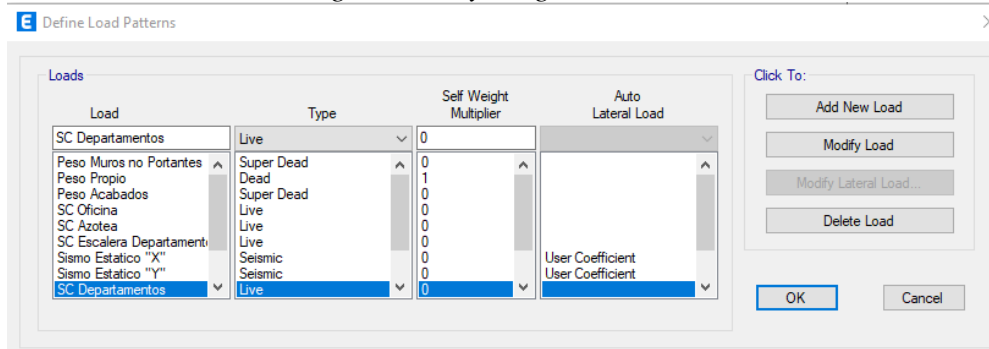 E Define Load Patterns
Loads
Click To:
Load Type Self Weight Multiplier Auto Lateral Load
SC Departamentos Live 0
Peso Muros no Portantes Super Dead 0
Peso Propio Dead 1
Peso Acabados Super Dead 0
SC Oficina Live 0
SC Azotea Live 0
SC Escalera Departament Live 0
Sismo Estatico "X" Seismic 0 User Coefficient
Sismo Estatico "Y" Seismic 0 User Coefficient
SC Departamentos Live 0
Add New Load
Modify Load
Modify Lateral Load...
Delete Load
OK Cancel